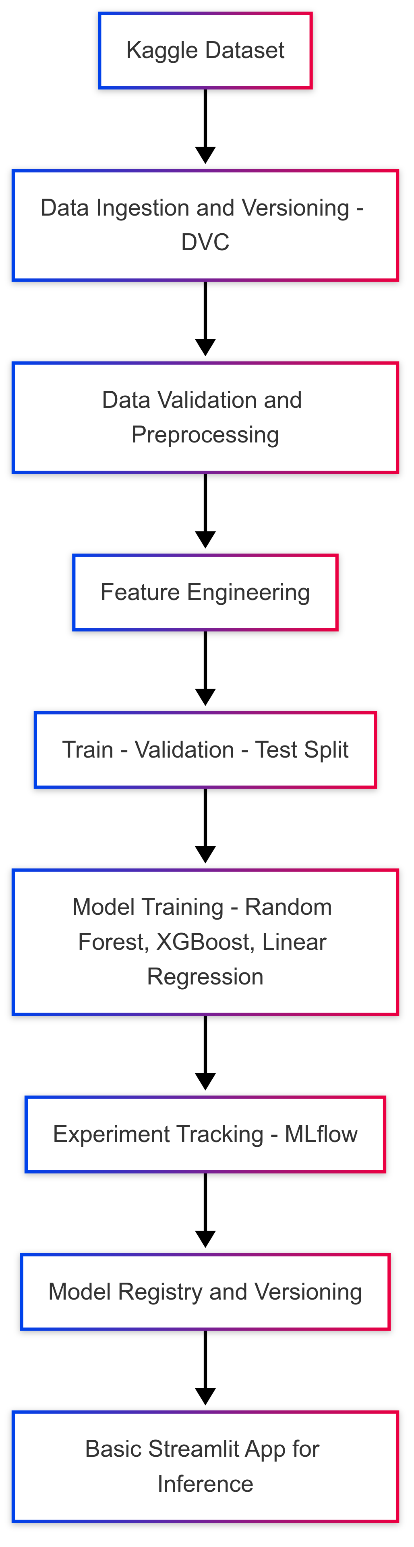 Kaggle Dataset
Data Ingestion and Versioning -
DVC
Data Validation and
Preprocessing
Feature Engineering
Train - Validation - Test Split
Model Training - Random
Forest, XGBoost, Linear
Regression
Experiment Tracking - MLflow
Model Registry and Versioning
Basic Streamlit App for
Inference